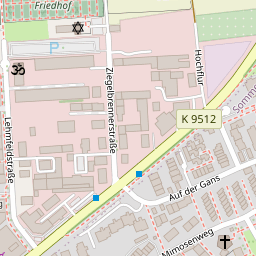 Friedhof
P
Ziegelbrennerstraße
Hochflur
K 9512
Lehmfeldstraße
Auf der Gans
Mimosenweg